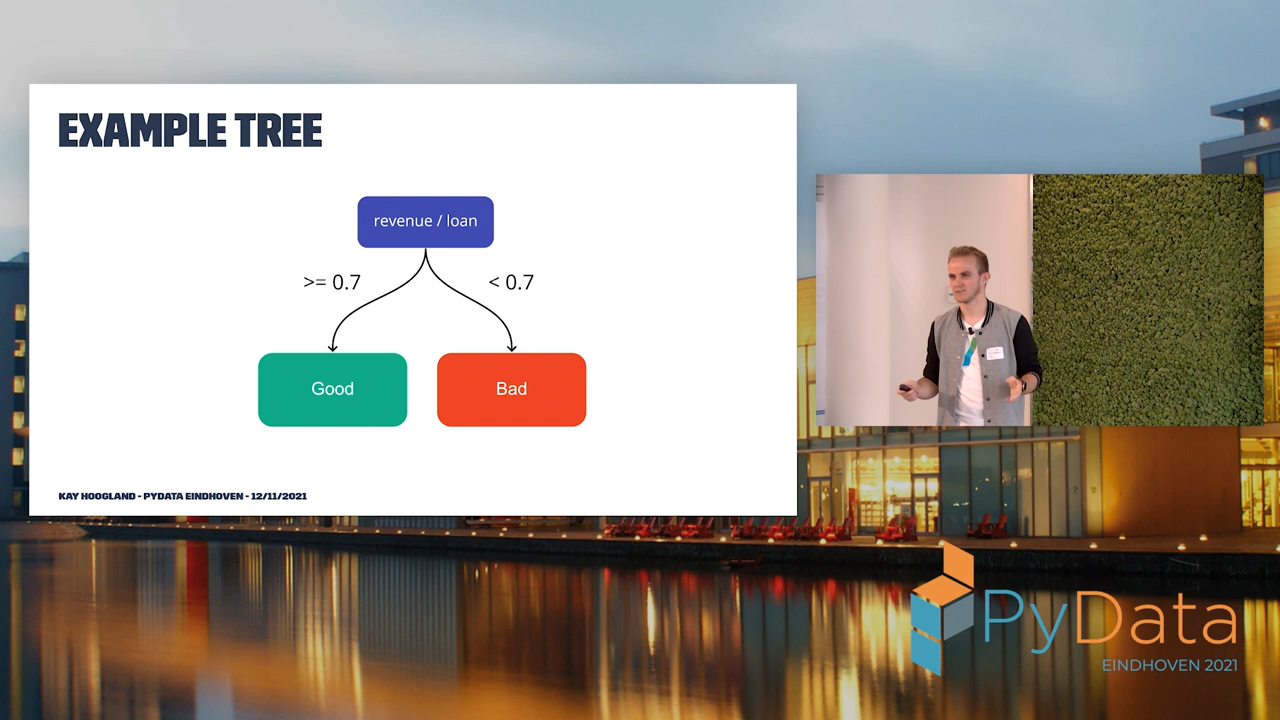 EXAMPLE TREE
revenue / loan
>= 0.7
< 0.7
Good
Bad
KAY HOOGLAND - PYDATA EINDHOVEN - 12/11/2021
PyData
EINDHOVEN 2021